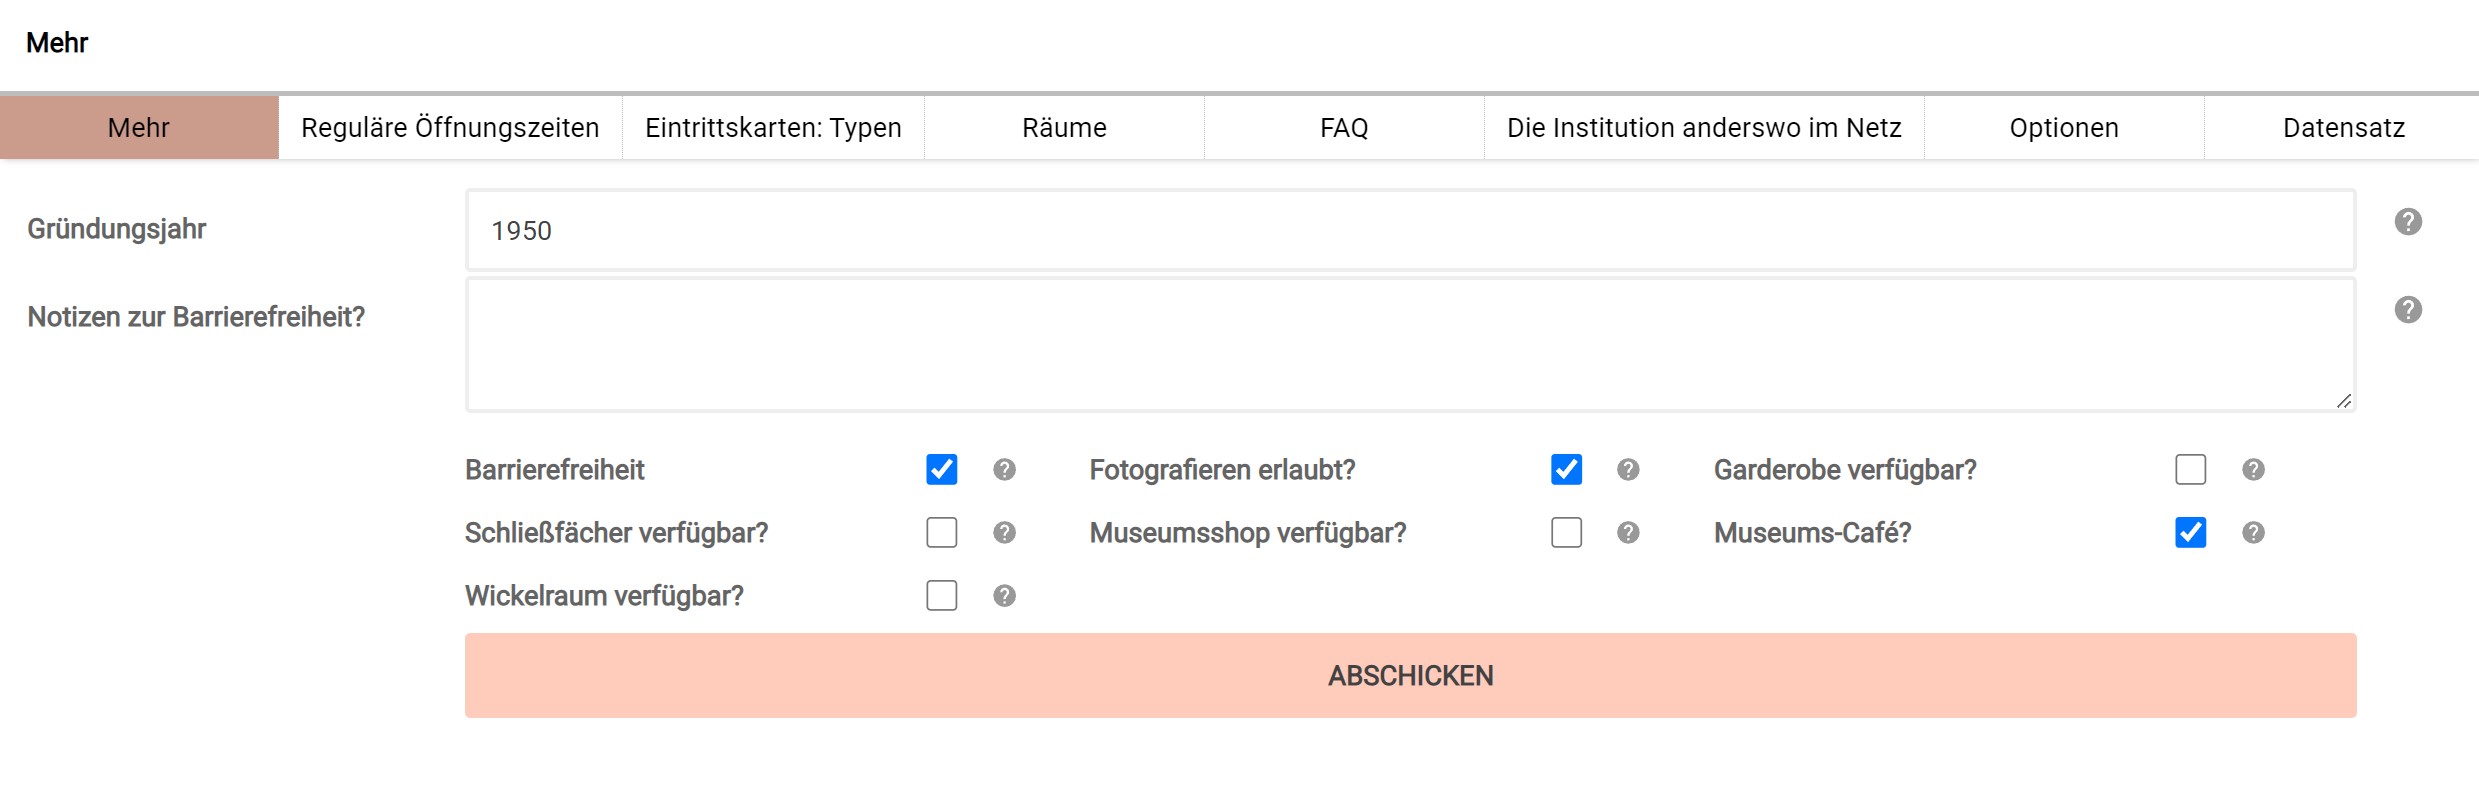 Mehr
Mehr Reguläre Öffnungszeiten Eintrittskarten: Typen Räume FAQ Die Institution anderswo im Netz Optionen Datensatz
Gründungsjahr 1950
Notizen zur Barrierefreiheit?
Barrierefreiheit Fotografieren erlaubt? Garderobe verfügbar?
Schließfächer verfügbar? Museumsshop verfügbar? Museums-Café?
Wickelraum verfügbar?
ABSCHICKEN